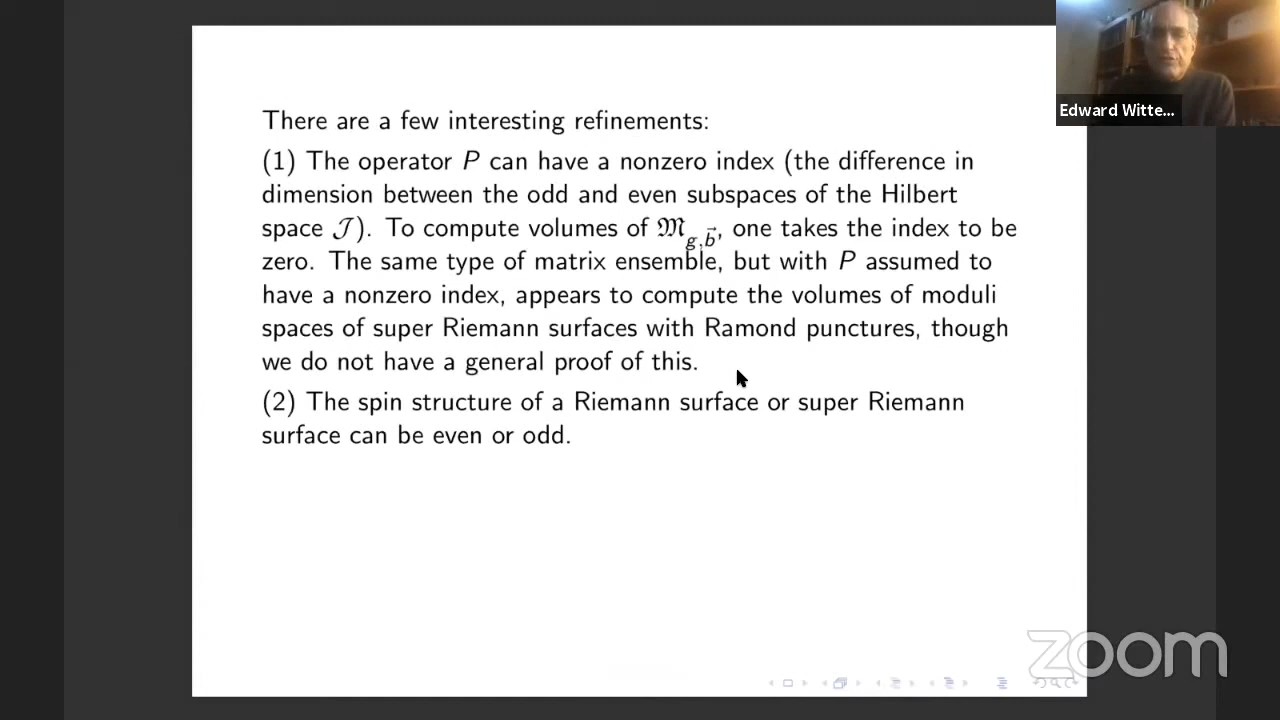 Edward Witte...
There are a few interesting refinements:
(1) The operator P can have a nonzero index (the difference in
dimension between the odd and even subspaces of the Hilbert
space 𝒥). To compute volumes of 𝔐_{g,b⃗}, one takes the index to be
zero. The same type of matrix ensemble, but with P assumed to
have a nonzero index, appears to compute the volumes of moduli
spaces of super Riemann surfaces with Ramond punctures, though
we do not have a general proof of this.
(2) The spin structure of a Riemann surface or super Riemann
surface can be even or odd.
zoom